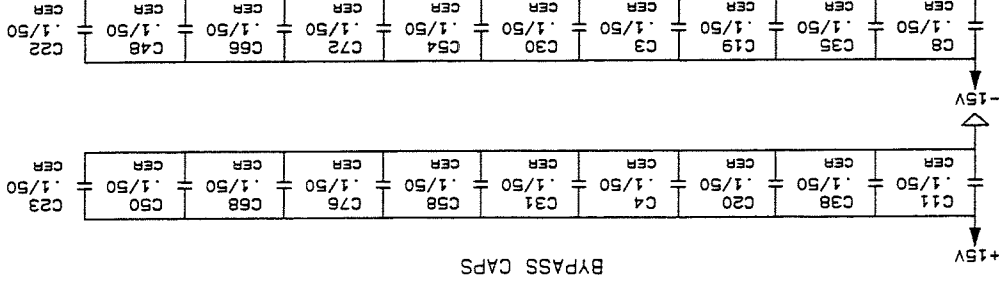 BYPASS CAPS
+15V
C11 C38 C20 C4 C31 C58 C76 C68 C50 C23
.1/50 .1/50 .1/50 .1/50 .1/50 .1/50 .1/50 .1/50 .1/50 .1/50
CER CER CER CER CER CER CER CER CER CER
-15V
C8 C35 C19 C3 C30 C54 C72 C66 C48 C22
.1/50 .1/50 .1/50 .1/50 .1/50 .1/50 .1/50 .1/50 .1/50 .1/50
CER CER CER CER CER CER CER CER CER CER